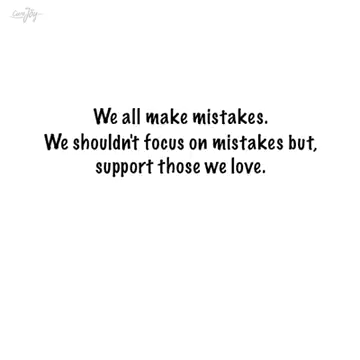 We all make mistakes.
We shouldn't focus on mistakes but,
support those we love.